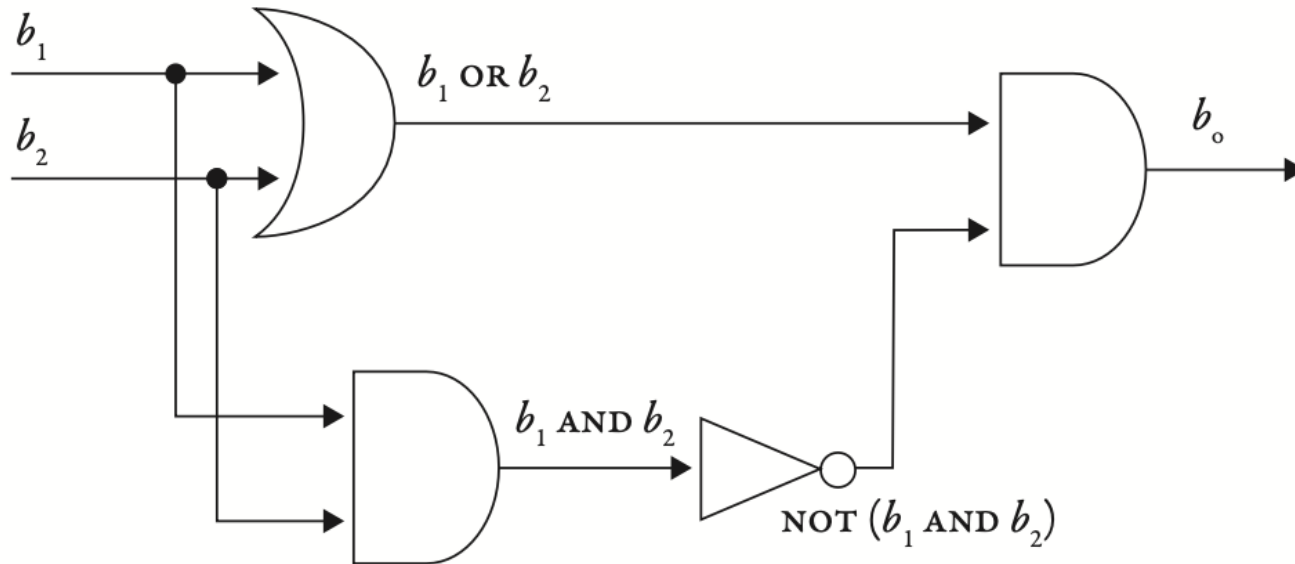 b₁
b₁ OR b₂
b₂
bₒ
b₁ AND b₂
NOT (b₁ AND b₂)